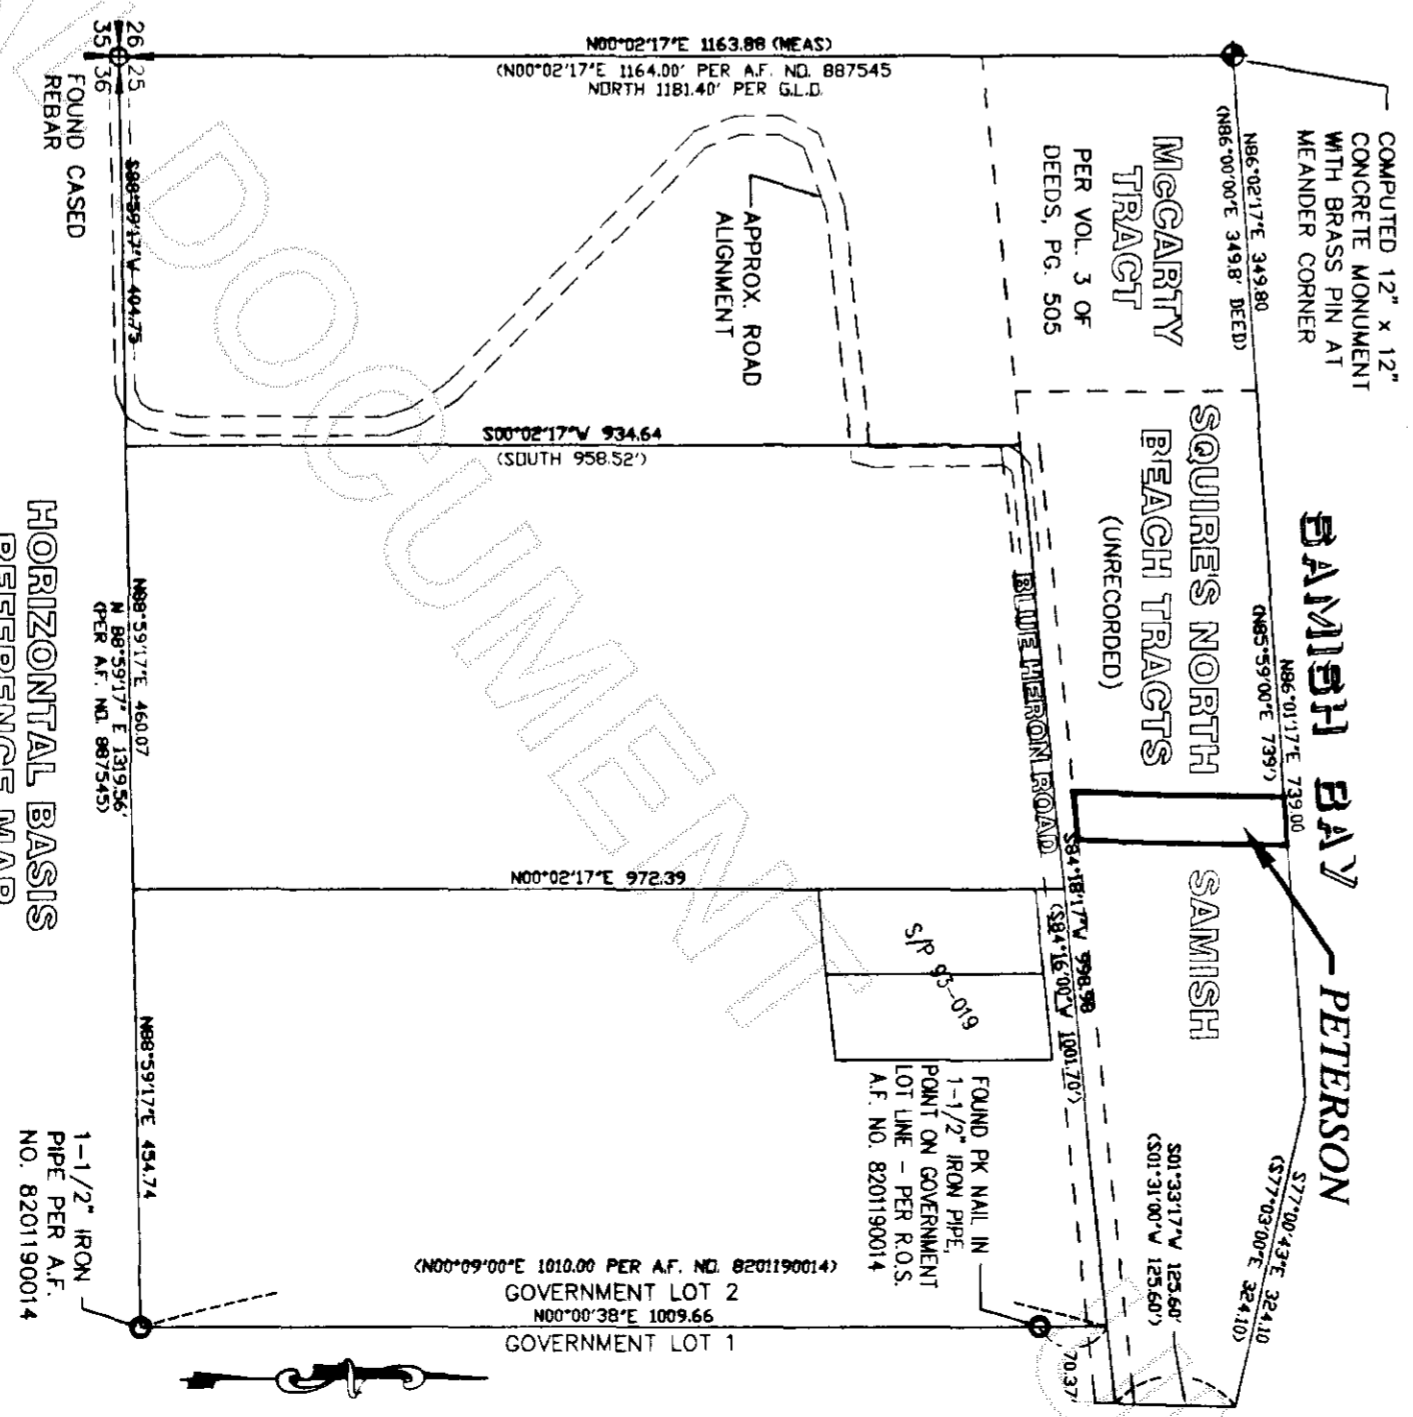 COMPUTED 12" x 12"
CONCRETE MONUMENT
WITH BRASS PIN AT
MEANDER CORNER
N86°02'17"E 349.80
(N86°00'00"E 349.8' DEED)
N86°01'17"E 739.00
(N85°59'00"E 739')
SAMISH BAY
PETERSON
S77°00'43"E 324.10
(S77°03'00"E 324.10)
McCARTY
TRACT
PER VOL. 3 OF
DEEDS, PG. 505
SQUIRE'S NORTH
BEACH TRACTS
(UNRECORDED)
SAMISH
S01°33'17"W 125.60'
(S01°31'00"W 125.60')
BLUE HERON ROAD
S84°18'17"W 998.98
(S84°16'00"W 1001.70')
70.37'
N00°02'17"E 1163.88 (MEAS)
(N00°02'17"E 1164.00' PER A.F. NO. 887545
NORTH 1181.40' PER G.L.O.
APPROX. ROAD
ALIGNMENT
S00°02'17"W 934.64
(SOUTH 958.52')
N00°02'17"E 972.39
S/P 93-019
FOUND PK NAIL IN
1-1/2" IRON PIPE,
POINT ON GOVERNMENT
LOT LINE - PER R.O.S.
A.F. NO. 8201190014
(N00°09'00"E 1010.00 PER A.F. NO. 8201190014)
GOVERNMENT LOT 2
N00°00'38"E 1009.66
GOVERNMENT LOT 1
26 25
35 36
FOUND CASED
REBAR
S88°59'17"W 404.75
N88°59'17"E 460.07
N 88°59'17" E 1319.56'
(PER A.F. NO. 887545)
N88°59'17"E 454.74
1-1/2" IRON
PIPE PER A.F.
NO. 8201190014
HORIZONTAL BASIS
REFERENCE MAP
DOCUMENT